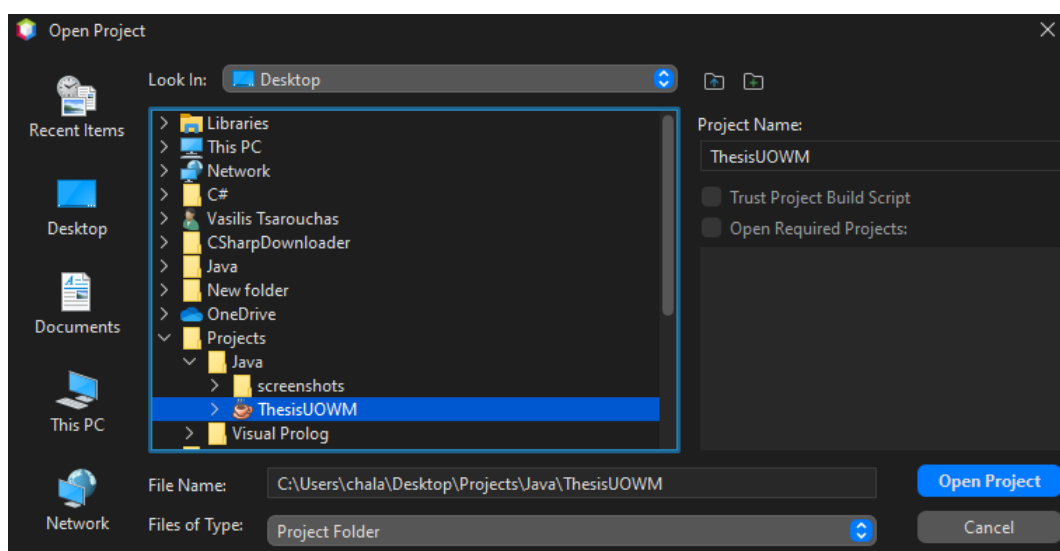 Open Project
Look In:
Desktop
Recent Items
Desktop
Documents
This PC
Network
Libraries
This PC
Network
C#
Vasilis Tsarouchas
CSharpDownloader
Java
New folder
OneDrive
Projects
Java
screenshots
ThesisUOWM
Visual Prolog
Project Name:
ThesisUOWM
Trust Project Build Script
Open Required Projects:
File Name:
C:\Users\chala\Desktop\Projects\Java\ThesisUOWM
Open Project
Files of Type:
Project Folder
Cancel